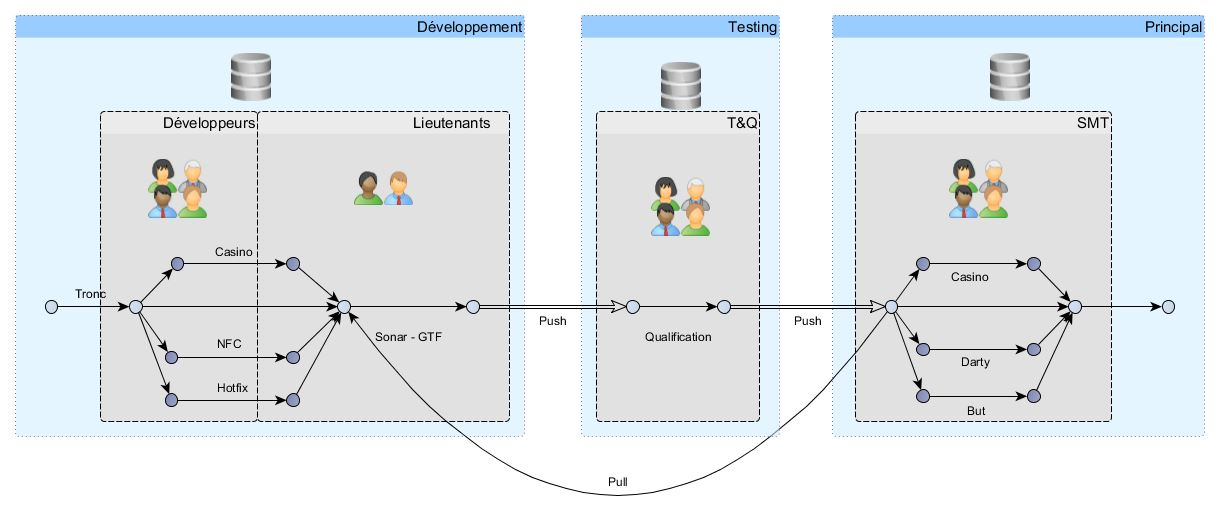 Développement
Testing
Principal
Développeurs
Lieutenants
T&Q
SMT
Casino
Tronc
NFC
Hotfix
Sonar - GTF
Push
Qualification
Push
Casino
Darty
But
Pull